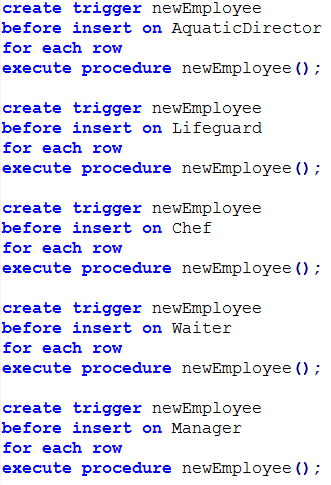 create trigger newEmployee
before insert on AquaticDirector
for each row
execute procedure newEmployee();
create trigger newEmployee
before insert on Lifeguard
for each row
execute procedure newEmployee();
create trigger newEmployee
before insert on Chef
for each row
execute procedure newEmployee();
create trigger newEmployee
before insert on Waiter
for each row
execute procedure newEmployee();
create trigger newEmployee
before insert on Manager
for each row
execute procedure newEmployee();